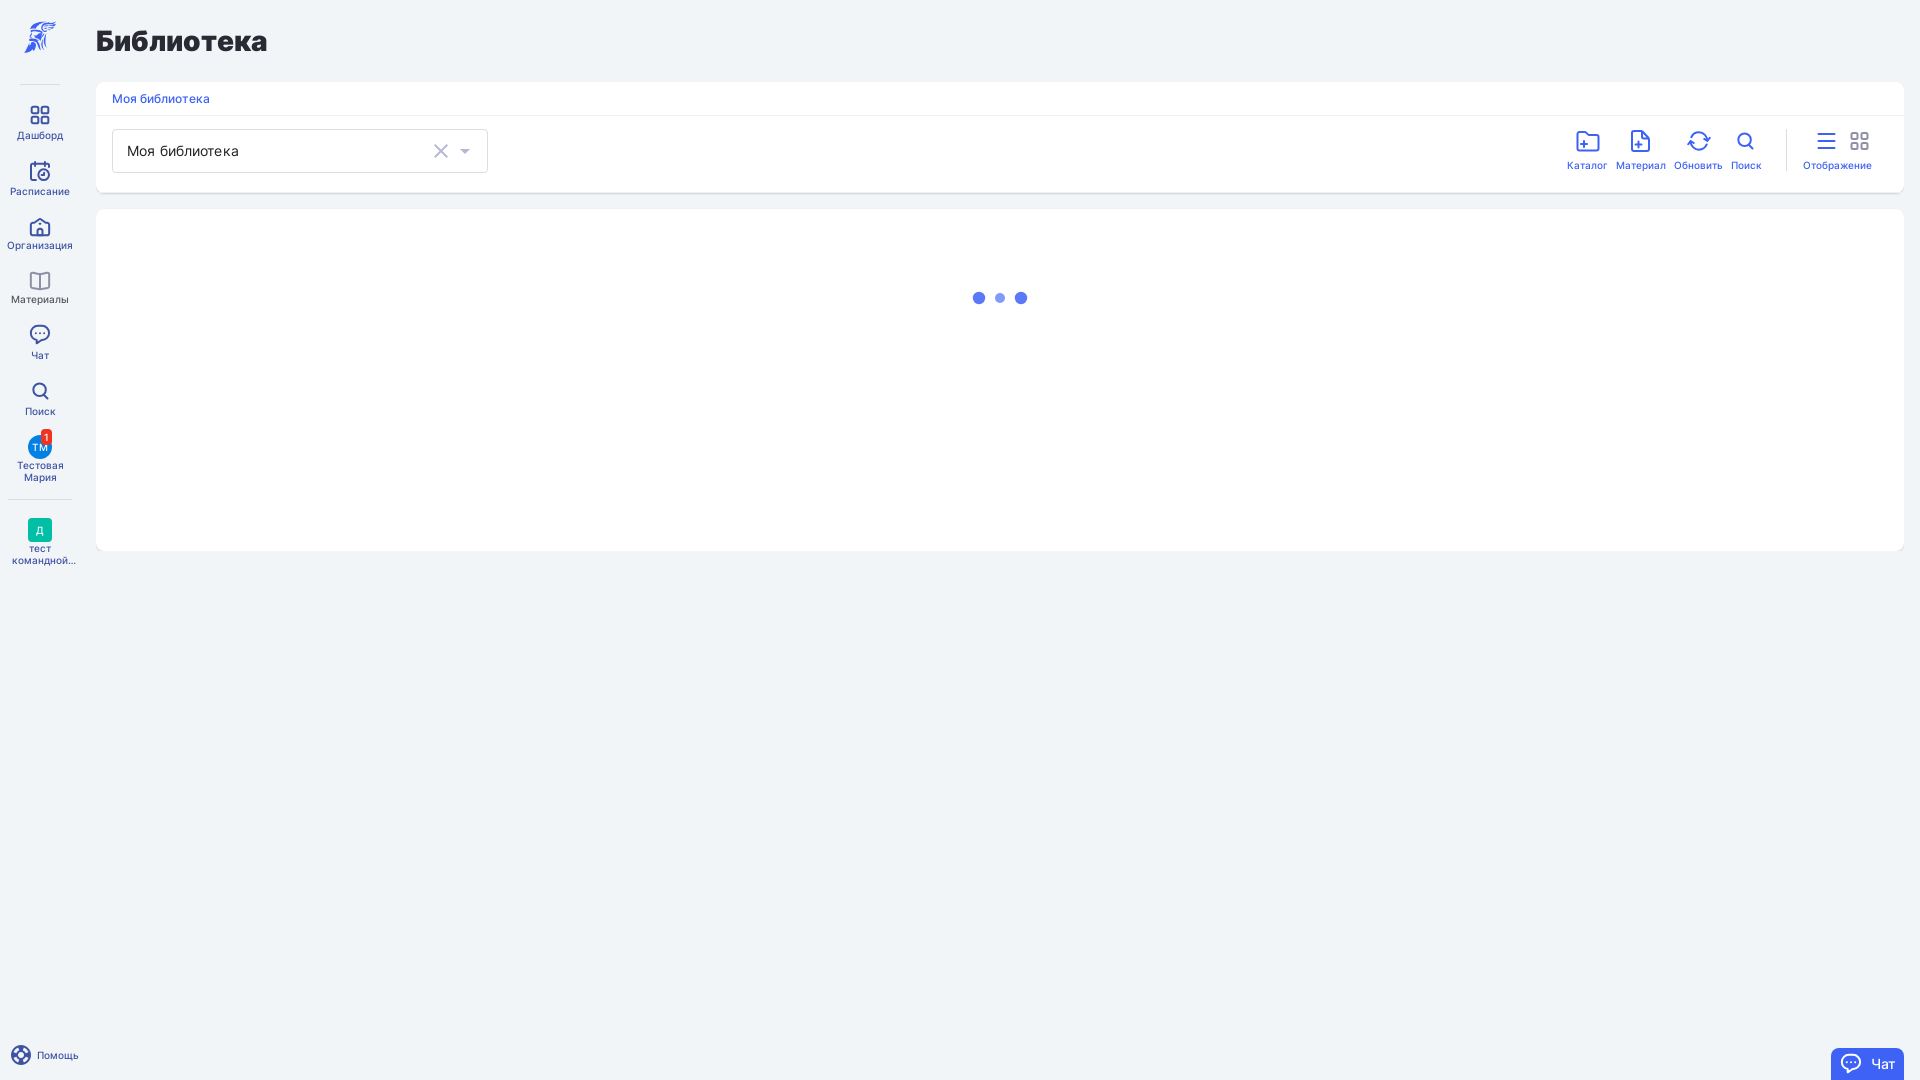 Библиотека
Моя библиотека
Моя библиотека
Каталог
Материал
Обновить
Поиск
Отображение
Дашборд
Расписание
Организация
Материалы
Чат
Поиск
1
ТМ
Тестовая
Мария
Д
тест
командной...
Помощь
Чат